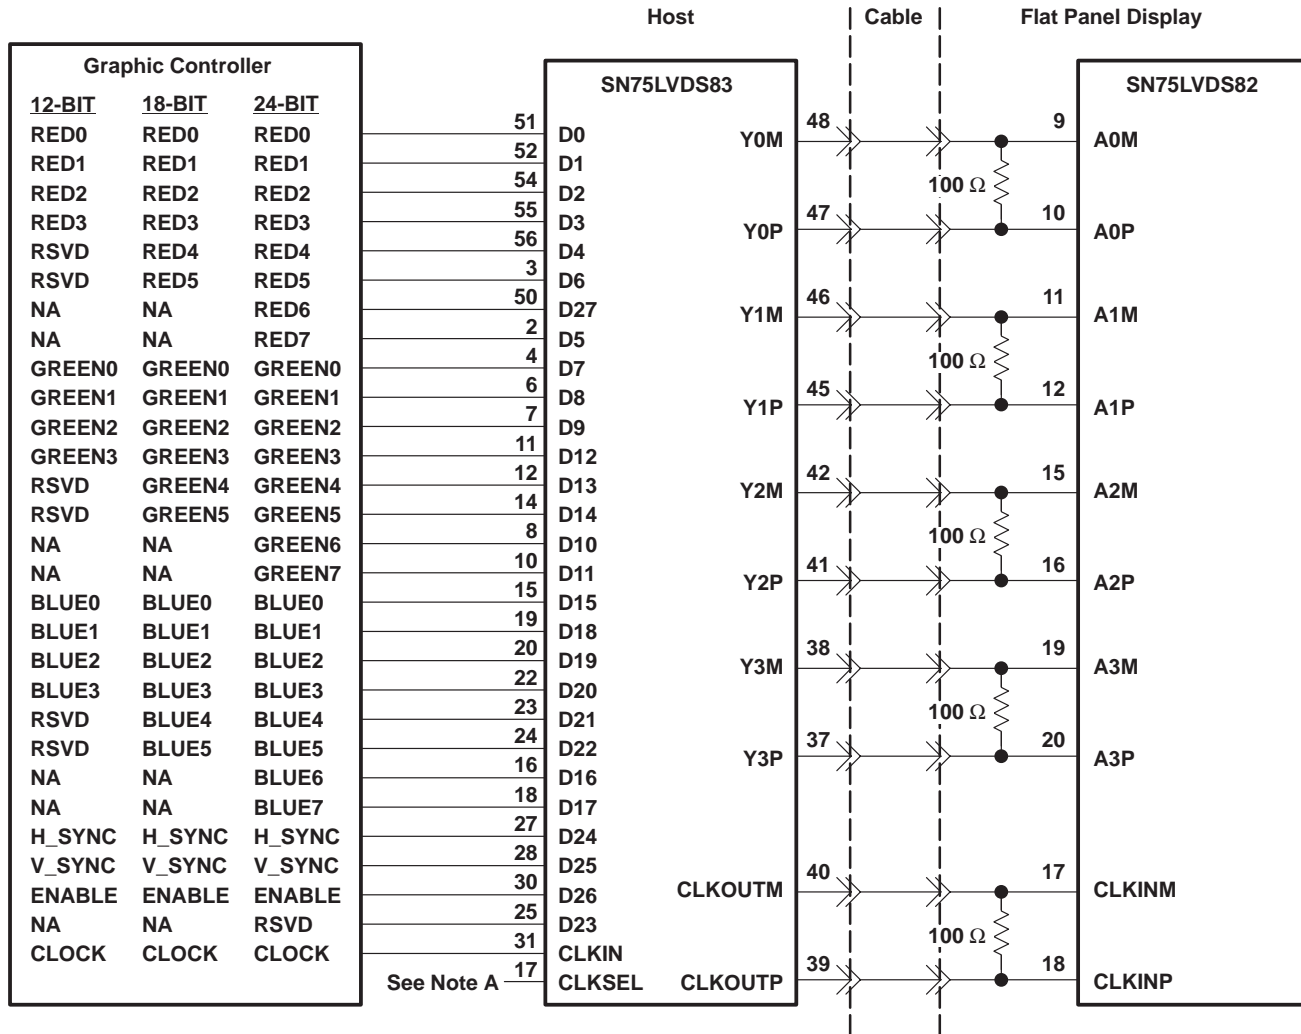 Host Cable Flat Panel Display
Graphic Controller
12-BIT 18-BIT 24-BIT
RED0 RED0 RED0
RED1 RED1 RED1
RED2 RED2 RED2
RED3 RED3 RED3
RSVD RED4 RED4
RSVD RED5 RED5
NA NA RED6
NA NA RED7
GREEN0 GREEN0 GREEN0
GREEN1 GREEN1 GREEN1
GREEN2 GREEN2 GREEN2
GREEN3 GREEN3 GREEN3
RSVD GREEN4 GREEN4
RSVD GREEN5 GREEN5
NA NA GREEN6
NA NA GREEN7
BLUE0 BLUE0 BLUE0
BLUE1 BLUE1 BLUE1
BLUE2 BLUE2 BLUE2
BLUE3 BLUE3 BLUE3
RSVD BLUE4 BLUE4
RSVD BLUE5 BLUE5
NA NA BLUE6
NA NA BLUE7
H_SYNC H_SYNC H_SYNC
V_SYNC V_SYNC V_SYNC
ENABLE ENABLE ENABLE
NA NA RSVD
CLOCK CLOCK CLOCK
See Note A
SN75LVDS83
51 D0
52 D1
54 D2
55 D3
56 D4
3 D6
50 D27
2 D5
4 D7
6 D8
7 D9
11 D12
12 D13
14 D14
8 D10
10 D11
15 D15
19 D18
20 D19
22 D20
23 D21
24 D22
16 D16
18 D17
27 D24
28 D25
30 D26
25 D23
31 CLKIN
17 CLKSEL
Y0M 48
Y0P 47
Y1M 46
Y1P 45
Y2M 42
Y2P 41
Y3M 38
Y3P 37
CLKOUTM 40
CLKOUTP 39
100 Ω
100 Ω
100 Ω
100 Ω
100 Ω
SN75LVDS82
9 A0M
10 A0P
11 A1M
12 A1P
15 A2M
16 A2P
19 A3M
20 A3P
17 CLKINM
18 CLKINP